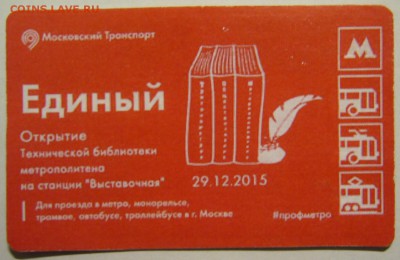 COINS.LAVE.RU
Московский Транспорт
М
Единый
Открытие
Технической библиотеки
метрополитена
на станции "Выставочная"
29.12.2015
Для проезда в метро, монорельсе,
трамвае, автобусе, троллейбусе в г. Москве
#профметро